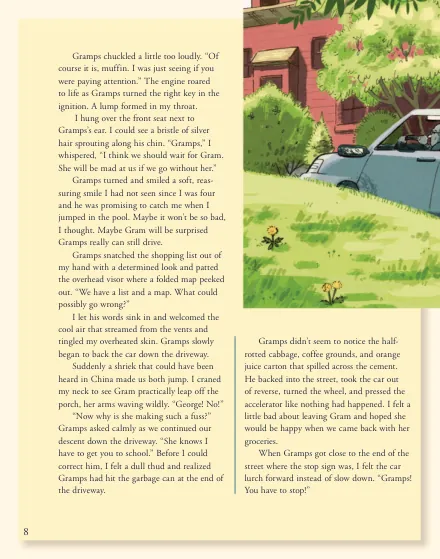 Gramps chuckled a little too loudly. “Of
course it is, muffin. I was just seeing if you
were paying attention.” The engine roared
to life as Gramps turned the right key in the
ignition. A lump formed in my throat.
I hung over the front seat next to
Gramps’s ear. I could see a bristle of silver
hair sprouting along his chin. “Gramps,” I
whispered, “I think we should wait for Gram.
She will be mad at us if we go without her.”
Gramps turned and smiled a soft, reas-
suring smile I had not seen since I was four
and he was promising to catch me when I
jumped in the pool. Maybe it won’t be so bad,
I thought. Maybe Gram will be surprised
Gramps really can still drive.
Gramps snatched the shopping list out of
my hand with a determined look and patted
the overhead visor where a folded map peeked
out. “We have a list and a map. What could
possibly go wrong?”
I let his words sink in and welcomed the
cool air that streamed from the vents and
tingled my overheated skin. Gramps slowly
began to back the car down the driveway.
Suddenly a shriek that could have been
heard in China made us both jump. I craned
my neck to see Gram practically leap off the
porch, her arms waving wildly. “George! No!”
“Now why is she making such a fuss?”
Gramps asked calmly as we continued our
descent down the driveway. “She knows I
have to get you to school.” Before I could
correct him, I felt a dull thud and realized
Gramps had hit the garbage can at the end of
the driveway.
Gramps didn’t seem to notice the half-
rotted cabbage, coffee grounds, and orange
juice carton that spilled across the cement.
He backed into the street, took the car out
of reverse, turned the wheel, and pressed the
accelerator like nothing had happened. I felt a
little bad about leaving Gram and hoped she
would be happy when we came back with her
groceries.
When Gramps got close to the end of the
street where the stop sign was, I felt the car
lurch forward instead of slow down. “Gramps!
You have to stop!”
8